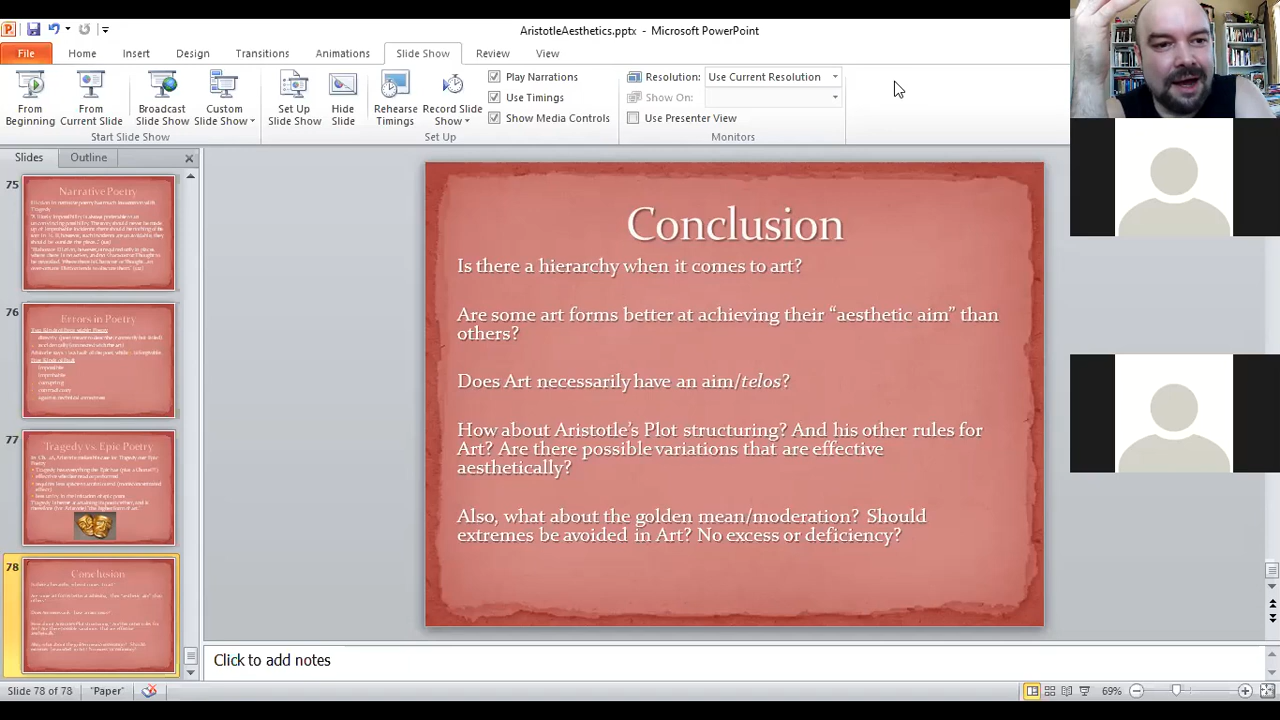 AristotleAesthetics.pptx - Microsoft PowerPoint
File Home Insert Design Transitions Animations Slide Show Review View
From Beginning
From Current Slide
Broadcast Slide Show
Custom Slide Show
Start Slide Show
Set Up Slide Show
Hide Slide
Rehearse Timings
Record Slide Show
Play Narrations
Use Timings
Show Media Controls
Set Up
Resolution: Use Current Resolution
Show On:
Use Presenter View
Monitors
Slides Outline
75
Narrative Poetry
76
Errors in Poetry
77
Tragedy vs. Epic Poetry
78
Conclusion
Conclusion
Is there a hierarchy when it comes to art?
Are some art forms better at achieving their “aesthetic aim” than
others?
Does Art necessarily have an aim/telos?
How about Aristotle’s Plot structuring? And his other rules for
Art? Are there possible variations that are effective
aesthetically?
Also, what about the golden mean/moderation? Should
extremes be avoided in Art? No excess or deficiency?
Click to add notes
Slide 78 of 78 "Paper" 69%